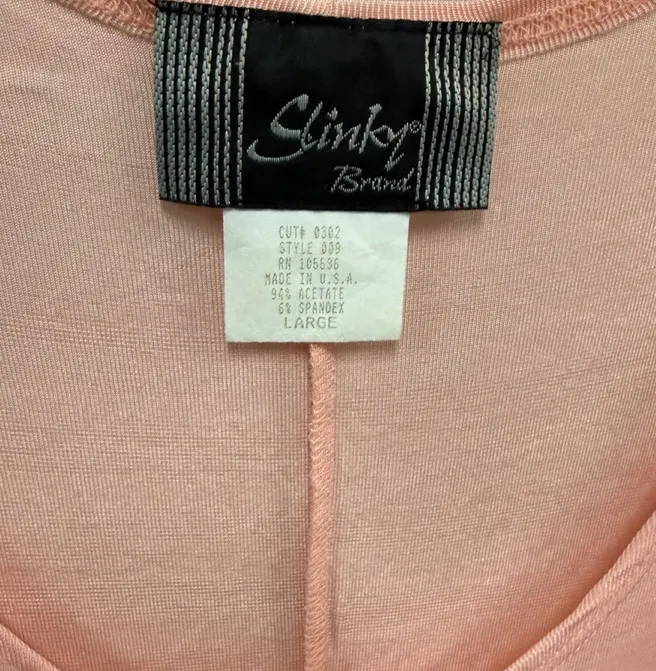 Slinky®
Brand
CUT# 0302
STYLE 009
RN 105536
MADE IN U.S.A.
94% ACETATE
6% SPANDEX
LARGE